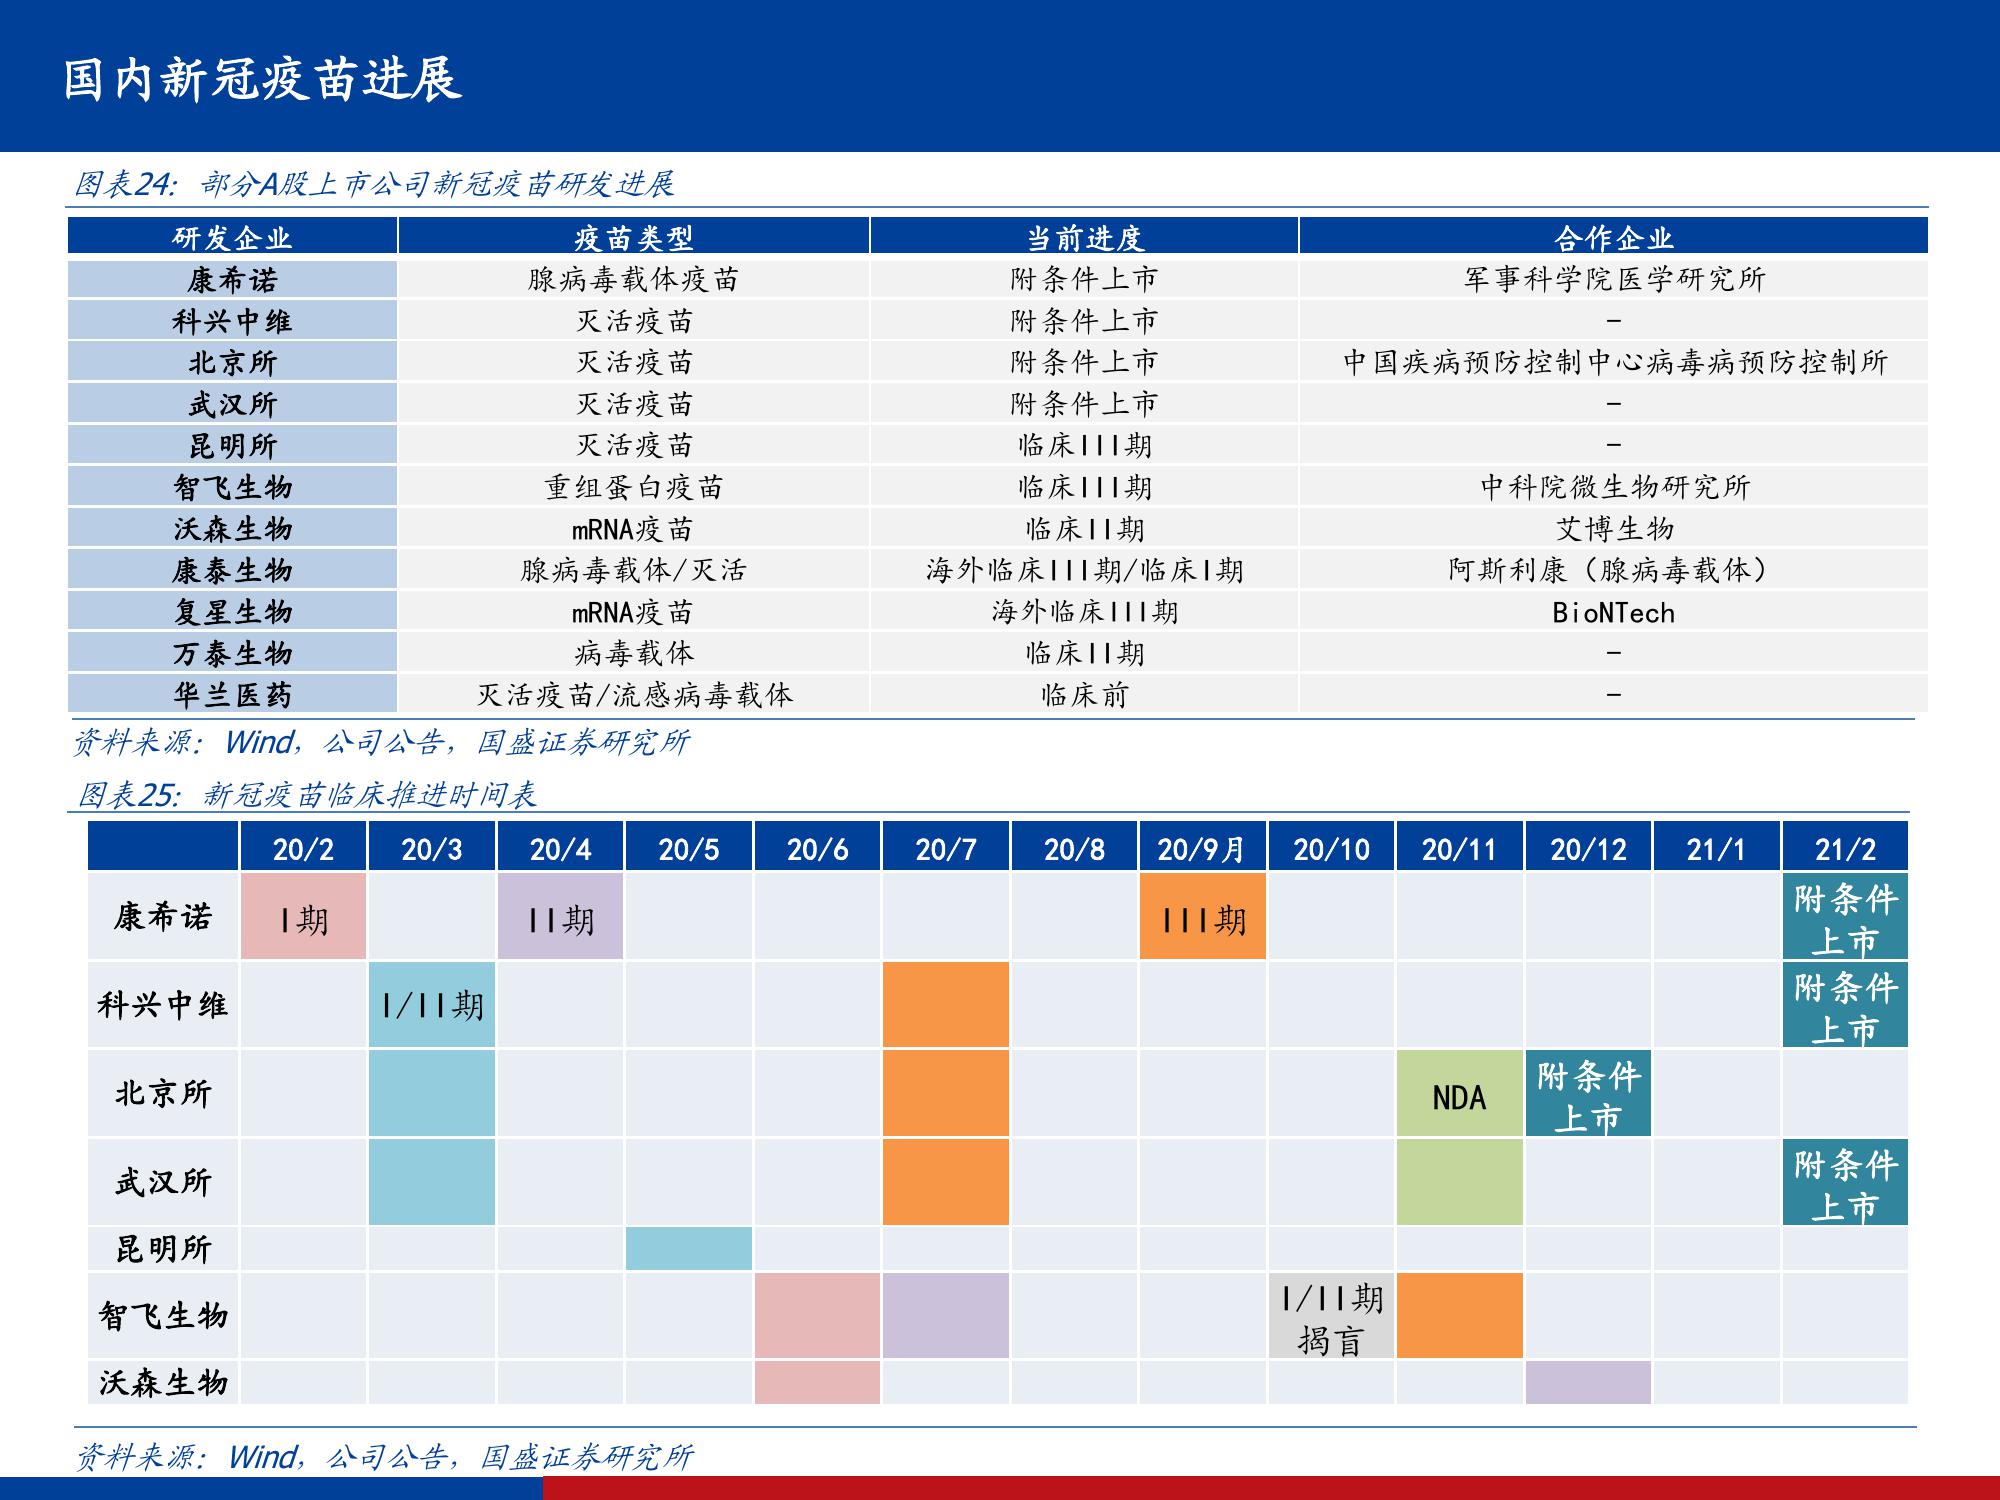 国内新冠疫苗进展
图表24：部分A股上市公司新冠疫苗研发进展
研发企业 疫苗类型 当前进度 合作企业
康希诺 腺病毒载体疫苗 附条件上市 军事科学院医学研究所
科兴中维 灭活疫苗 附条件上市 -
北京所 灭活疫苗 附条件上市 中国疾病预防控制中心病毒病预防控制所
武汉所 灭活疫苗 附条件上市 -
昆明所 灭活疫苗 临床III期 -
智飞生物 重组蛋白疫苗 临床III期 中科院微生物研究所
沃森生物 mRNA疫苗 临床II期 艾博生物
康泰生物 腺病毒载体/灭活 海外临床III期/临床I期 阿斯利康（腺病毒载体）
复星生物 mRNA疫苗 海外临床III期 BioNTech
万泰生物 病毒载体 临床II期 -
华兰医药 灭活疫苗/流感病毒载体 临床前 -
资料来源：Wind，公司公告，国盛证券研究所
图表25：新冠疫苗临床推进时间表
20/2 20/3 20/4 20/5 20/6 20/7 20/8 20/9月 20/10 20/11 20/12 21/1 21/2
康希诺 I期 II期 III期 附条件
上市
科兴中维 I/II期 附条件
上市
北京所 NDA 附条件
上市
武汉所 附条件
上市
昆明所
智飞生物 I/II期
揭盲
沃森生物
资料来源：Wind，公司公告，国盛证券研究所